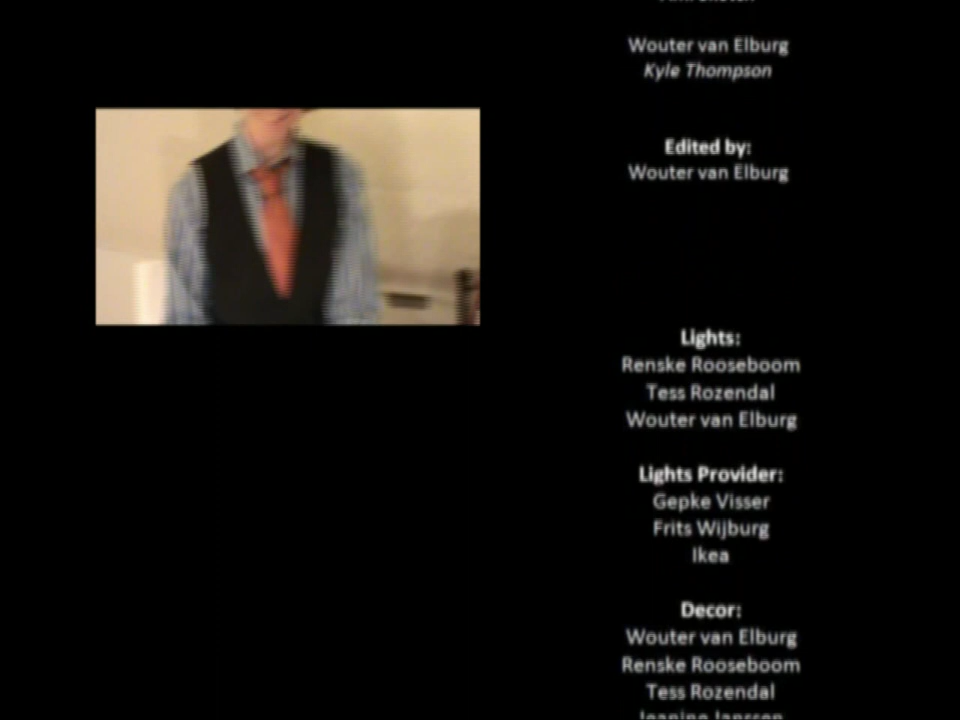 Wouter van Elburg
Kyle Thompson
Edited by:
Wouter van Elburg
Lights:
Renske Rooseboom
Tess Rozendal
Wouter van Elburg
Lights Provider:
Gepke Visser
Frits Wijburg
Ikea
Decor:
Wouter van Elburg
Renske Rooseboom
Tess Rozendal